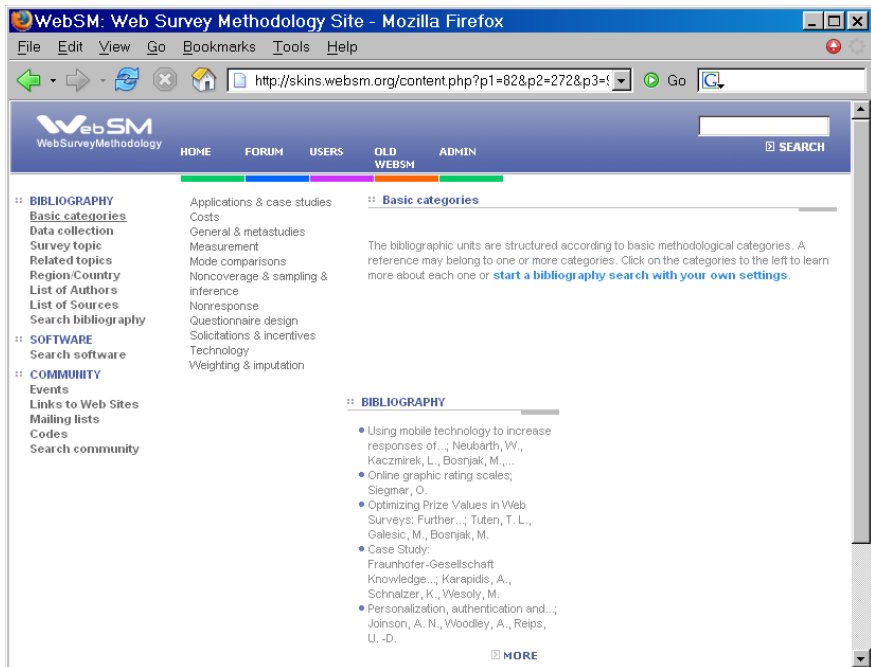 WebSM: Web Survey Methodology Site - Mozilla Firefox
File Edit View Go Bookmarks Tools Help
http://skins.websm.org/content.php?p1=82&p2=272&p3=
Go
G
WebSM
WebSurveyMethodology
HOME FORUM USERS OLD WEBSM ADMIN
SEARCH
:: BIBLIOGRAPHY
Basic categories
Data collection
Survey topic
Related topics
Region/Country
List of Authors
List of Sources
Search bibliography
:: SOFTWARE
Search software
:: COMMUNITY
Events
Links to Web Sites
Mailing lists
Codes
Search community
Applications & case studies
Costs
General & metastudies
Measurement
Mode comparisons
Noncoverage & sampling &
inference
Nonresponse
Questionnaire design
Solicitations & incentives
Technology
Weighting & imputation
:: Basic categories
The bibliographic units are structured according to basic methodological categories. A
reference may belong to one or more categories. Click on the categories to the left to learn
more about each one or start a bibliography search with your own settings.
:: BIBLIOGRAPHY
Using mobile technology to increase
responses of...; Neubarth, W.,
Kaczmirek, L., Bosnjak, M.,...
Online graphic rating scales;
Siegmar, O.
Optimizing Prize Values in Web
Surveys: Further...; Tuten, T. L.,
Galesic, M., Bosnjak, M.
Case Study:
Fraunhofer-Gesellschaft
Knowledge...; Karapidis, A.,
Schnalzer, K., Wesoly, M.
Personalization, authentication and...;
Joinson, A. N., Woodley, A., Reips,
U. -D.
MORE